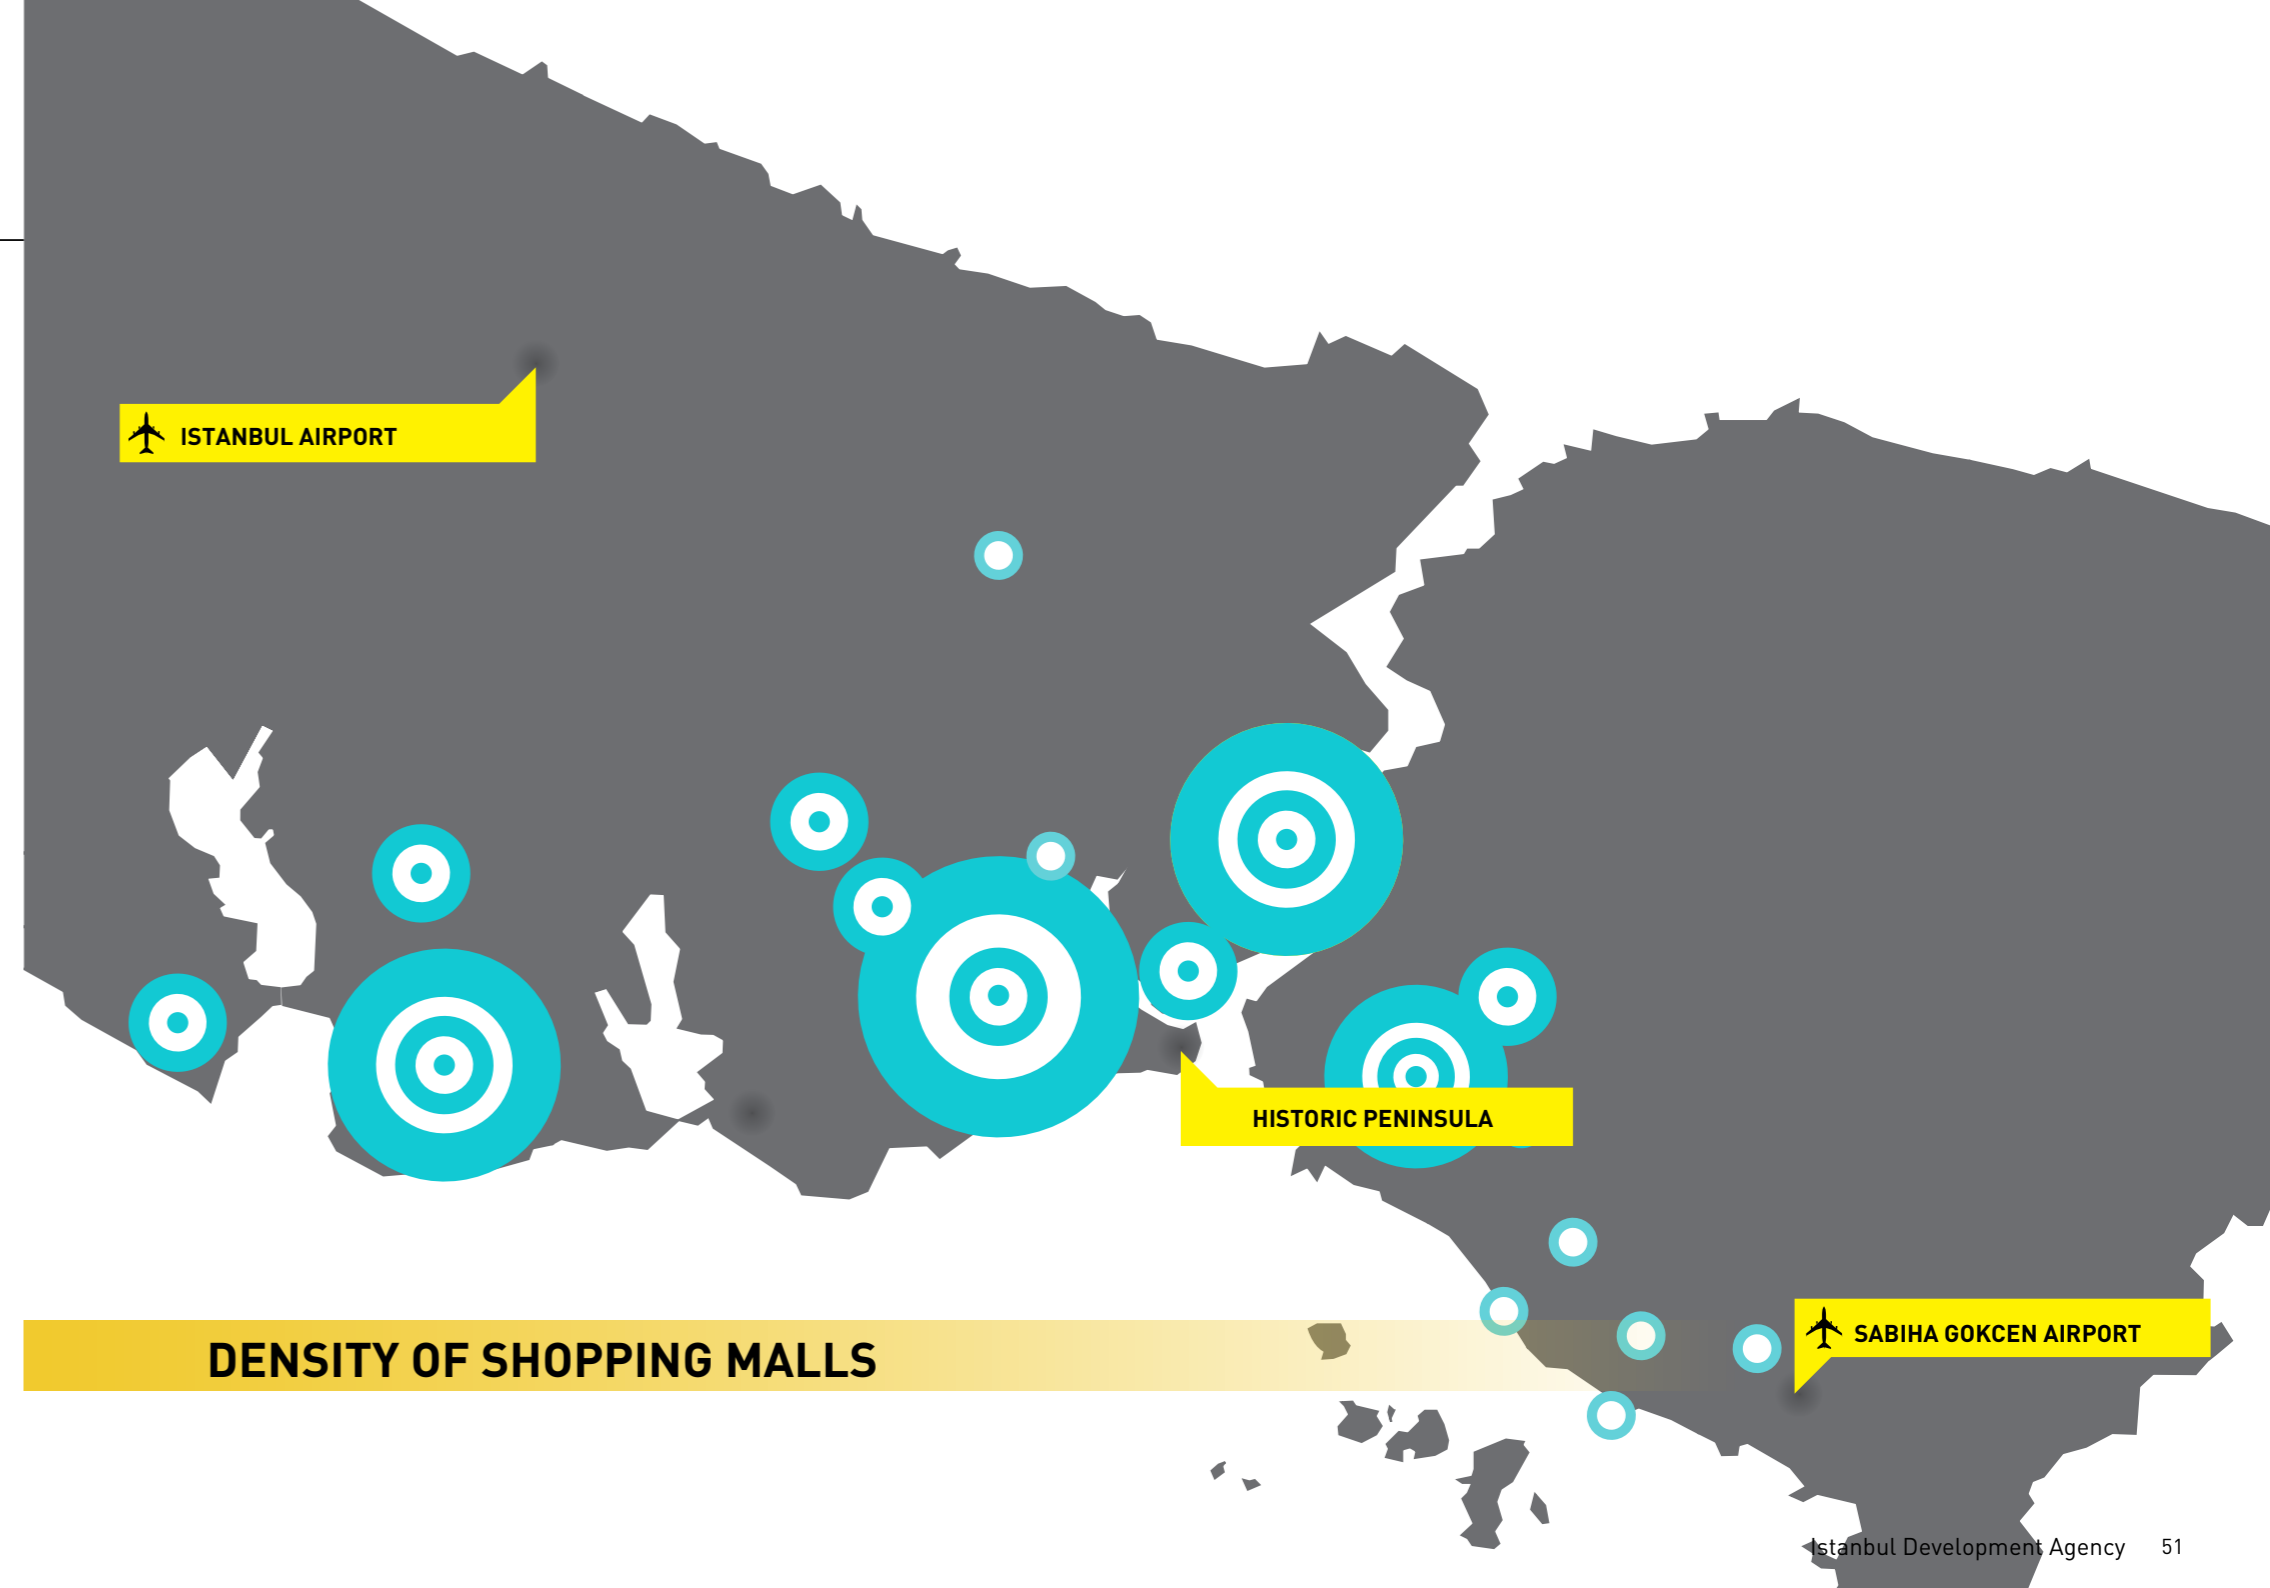 ISTANBUL AIRPORT
HISTORIC PENINSULA
SABIHA GOKCEN AIRPORT
DENSITY OF SHOPPING MALLS
Istanbul Development Agency 51